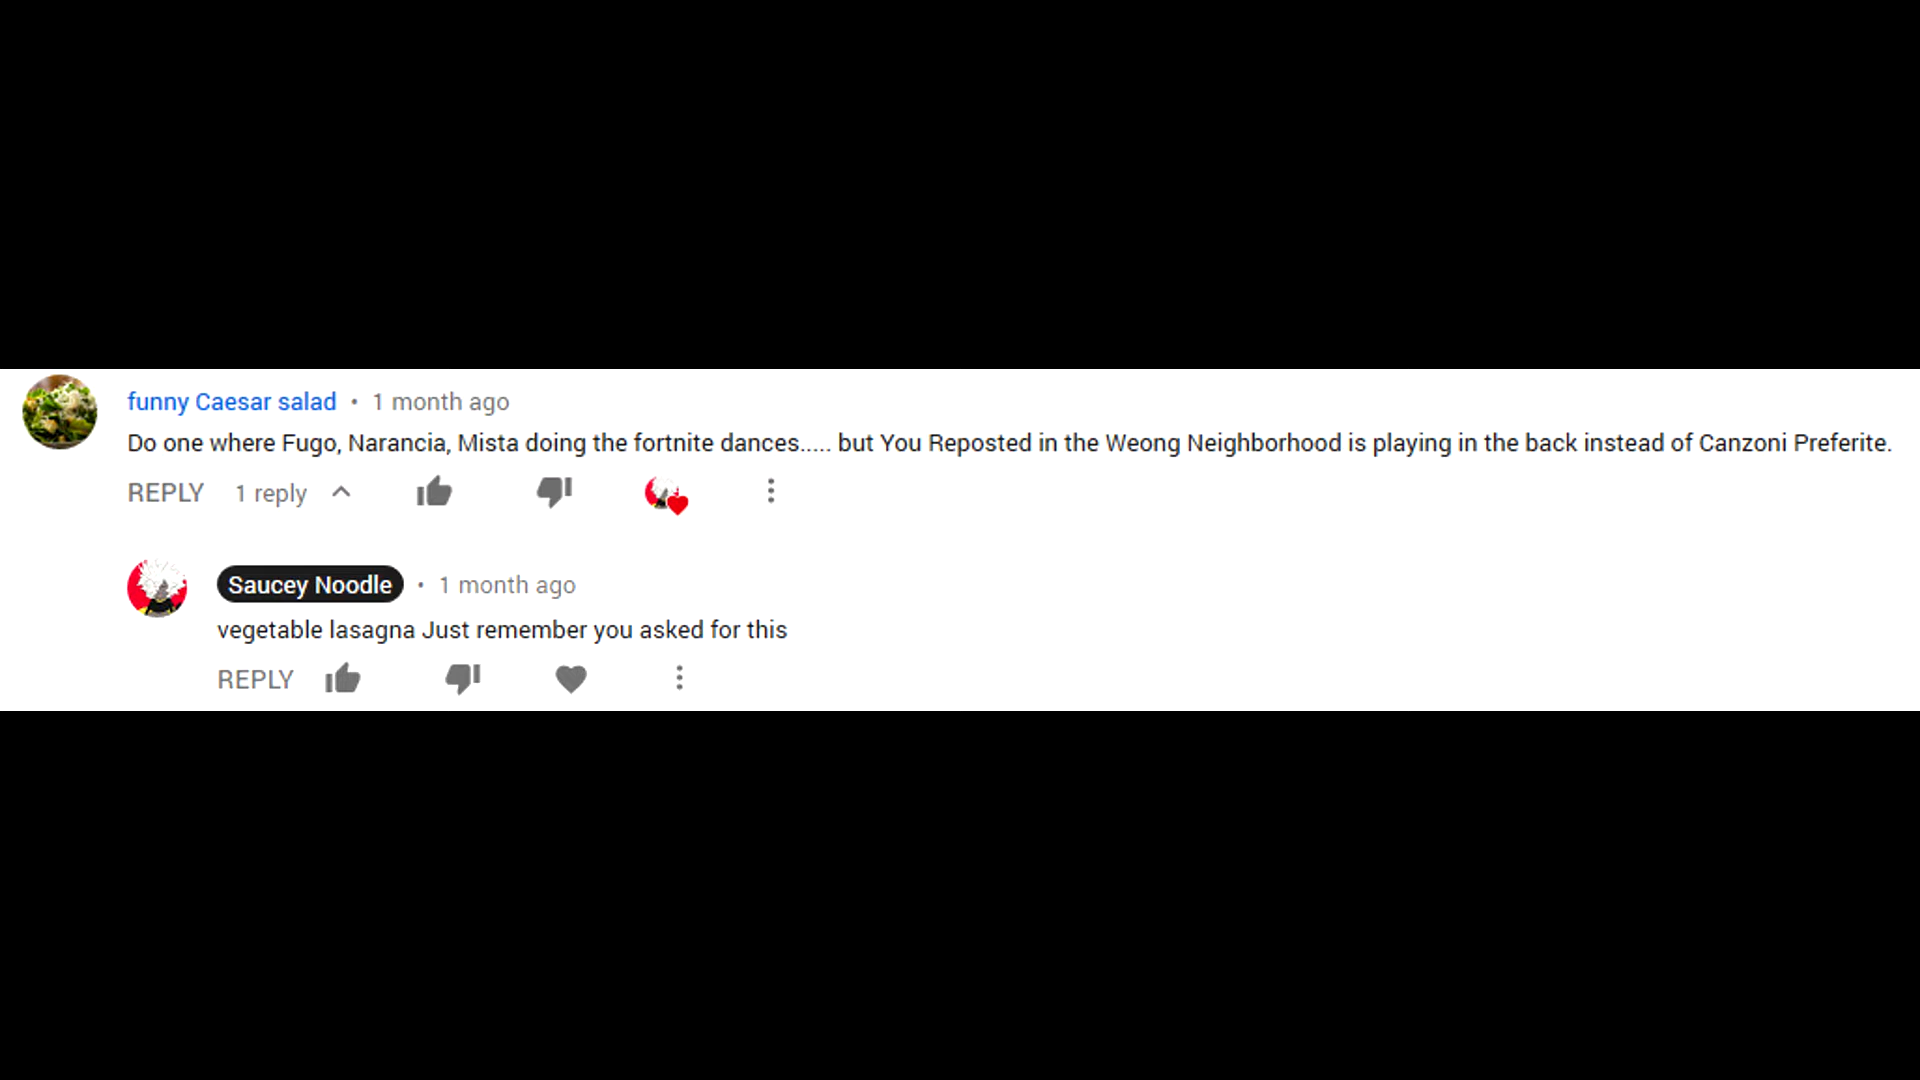 funny Caesar salad • 1 month ago
Do one where Fugo, Narancia, Mista doing the fortnite dances..... but You Reposted in the Weong Neighborhood is playing in the back instead of Canzoni Preferite.
REPLY 1 reply
Saucey Noodle • 1 month ago
vegetable lasagna Just remember you asked for this
REPLY